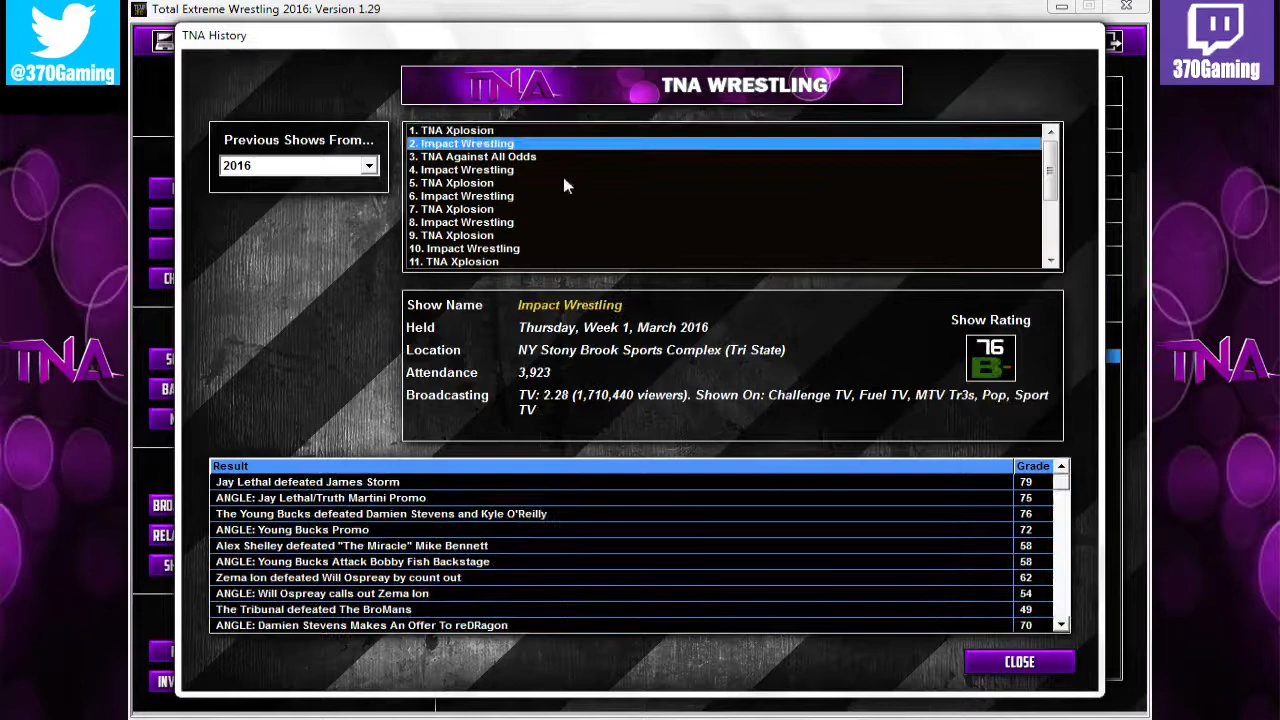 Total Extreme Wrestling 2016: Version 1.29
TNA History
@370Gaming
370Gaming
TNA
TNA WRESTLING
Previous Shows From...
2016
1. TNA Xplosion
2. Impact Wrestling
3. TNA Against All Odds
4. Impact Wrestling
5. TNA Xplosion
6. Impact Wrestling
7. TNA Xplosion
8. Impact Wrestling
9. TNA Xplosion
10. Impact Wrestling
11. TNA Xplosion
Show Name Impact Wrestling
Held Thursday, Week 1, March 2016
Location NY Stony Brook Sports Complex (Tri State)
Attendance 3,923
Broadcasting TV: 2.28 (1,710,440 viewers). Shown On: Challenge TV, Fuel TV, MTV Tr3s, Pop, Sport
TV
Show Rating
76
B-
TNA
TNA
Result Grade
Jay Lethal defeated James Storm 79
ANGLE: Jay Lethal/Truth Martini Promo 75
The Young Bucks defeated Damien Stevens and Kyle O'Reilly 76
ANGLE: Young Bucks Promo 72
Alex Shelley defeated "The Miracle" Mike Bennett 58
ANGLE: Young Bucks Attack Bobby Fish Backstage 58
Zema Ion defeated Will Ospreay by count out 62
ANGLE: Will Ospreay calls out Zema Ion 54
The Tribunal defeated The BroMans 49
ANGLE: Damien Stevens Makes An Offer To reDRagon 70
CLOSE